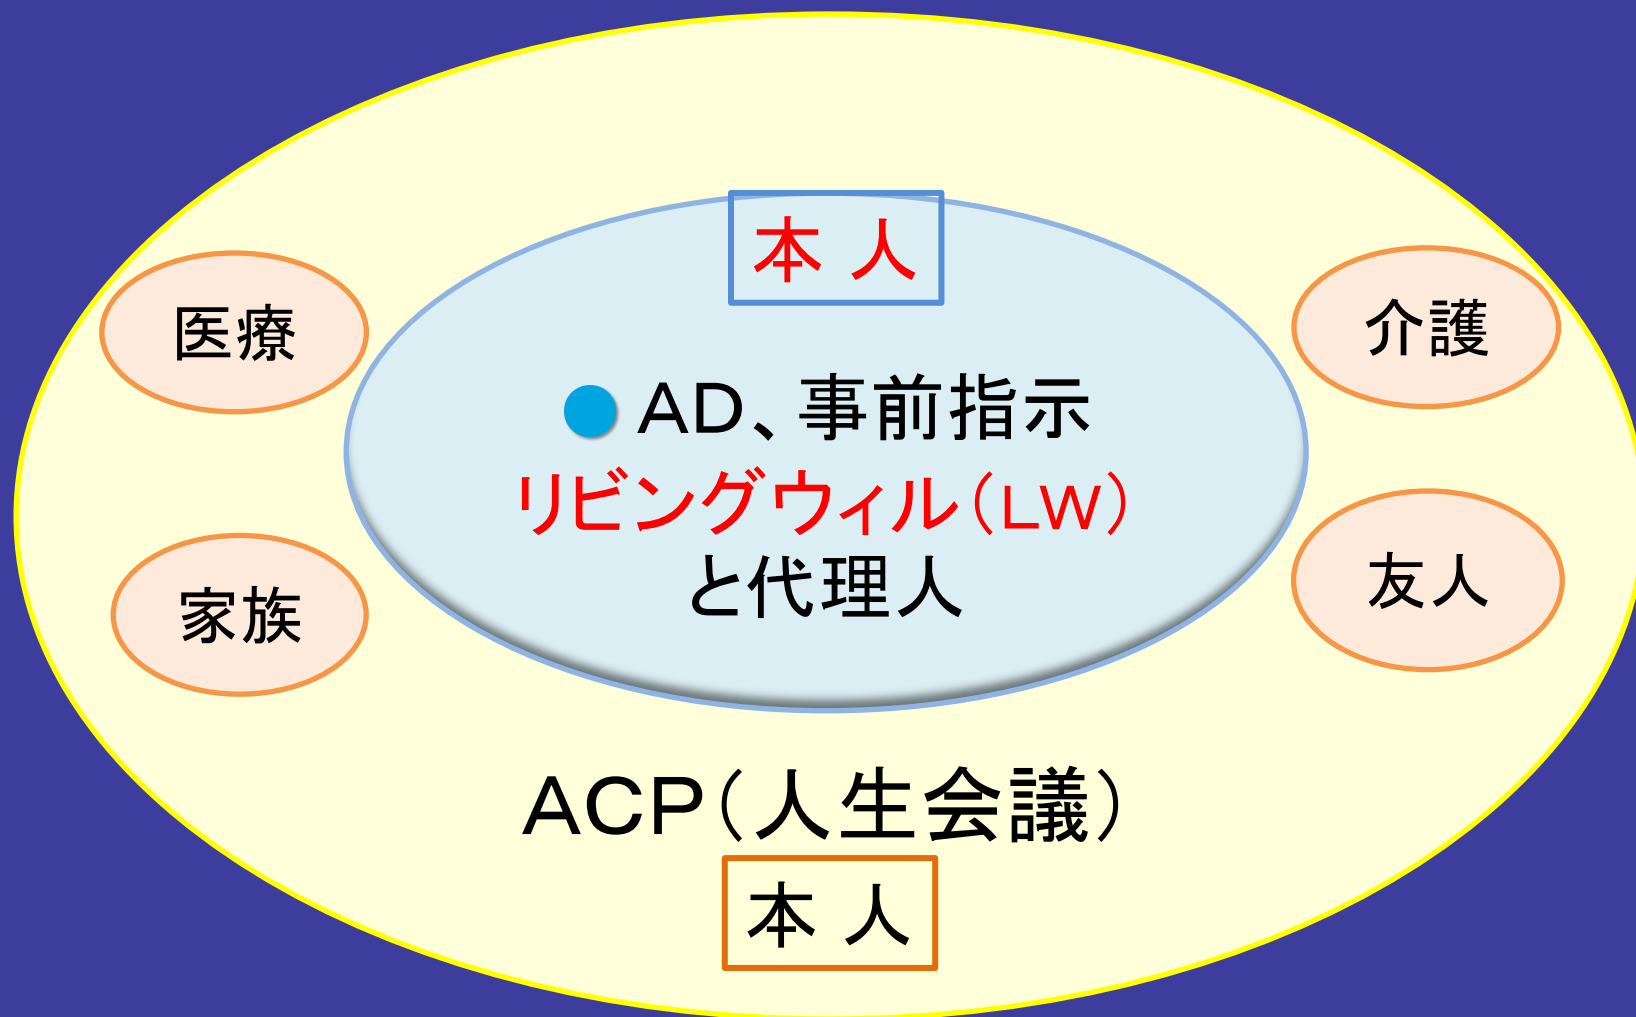 本 人
医療
介護
● AD、事前指示
リビングウィル（LW）
と代理人
家族
友人
ACP（人生会議）
本 人